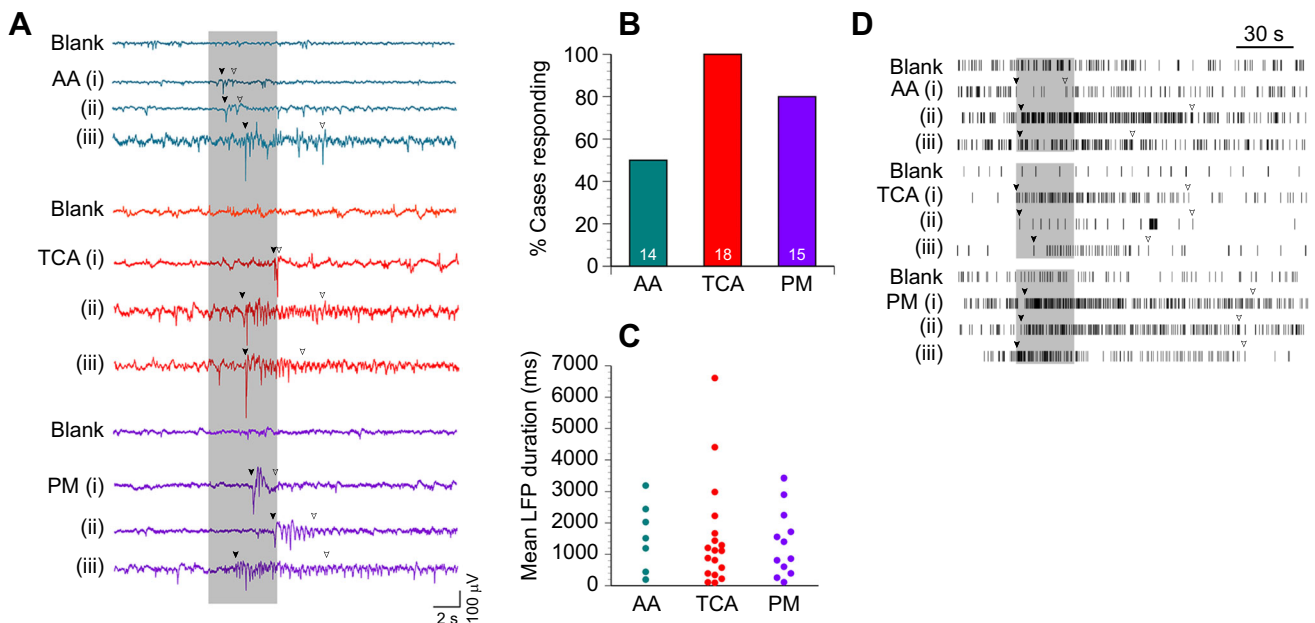 A
Blank
AA (i)
(ii)
(iii)
Blank
TCA (i)
(ii)
(iii)
Blank
PM (i)
(ii)
(iii)
2 s
100 µV
B
% Cases responding
100
80
60
40
20
0
14
18
15
AA
TCA
PM
C
Mean LFP duration (ms)
7000
6000
5000
4000
3000
2000
1000
0
AA
TCA
PM
D
30 s
Blank
AA (i)
(ii)
(iii)
Blank
TCA (i)
(ii)
(iii)
Blank
PM (i)
(ii)
(iii)